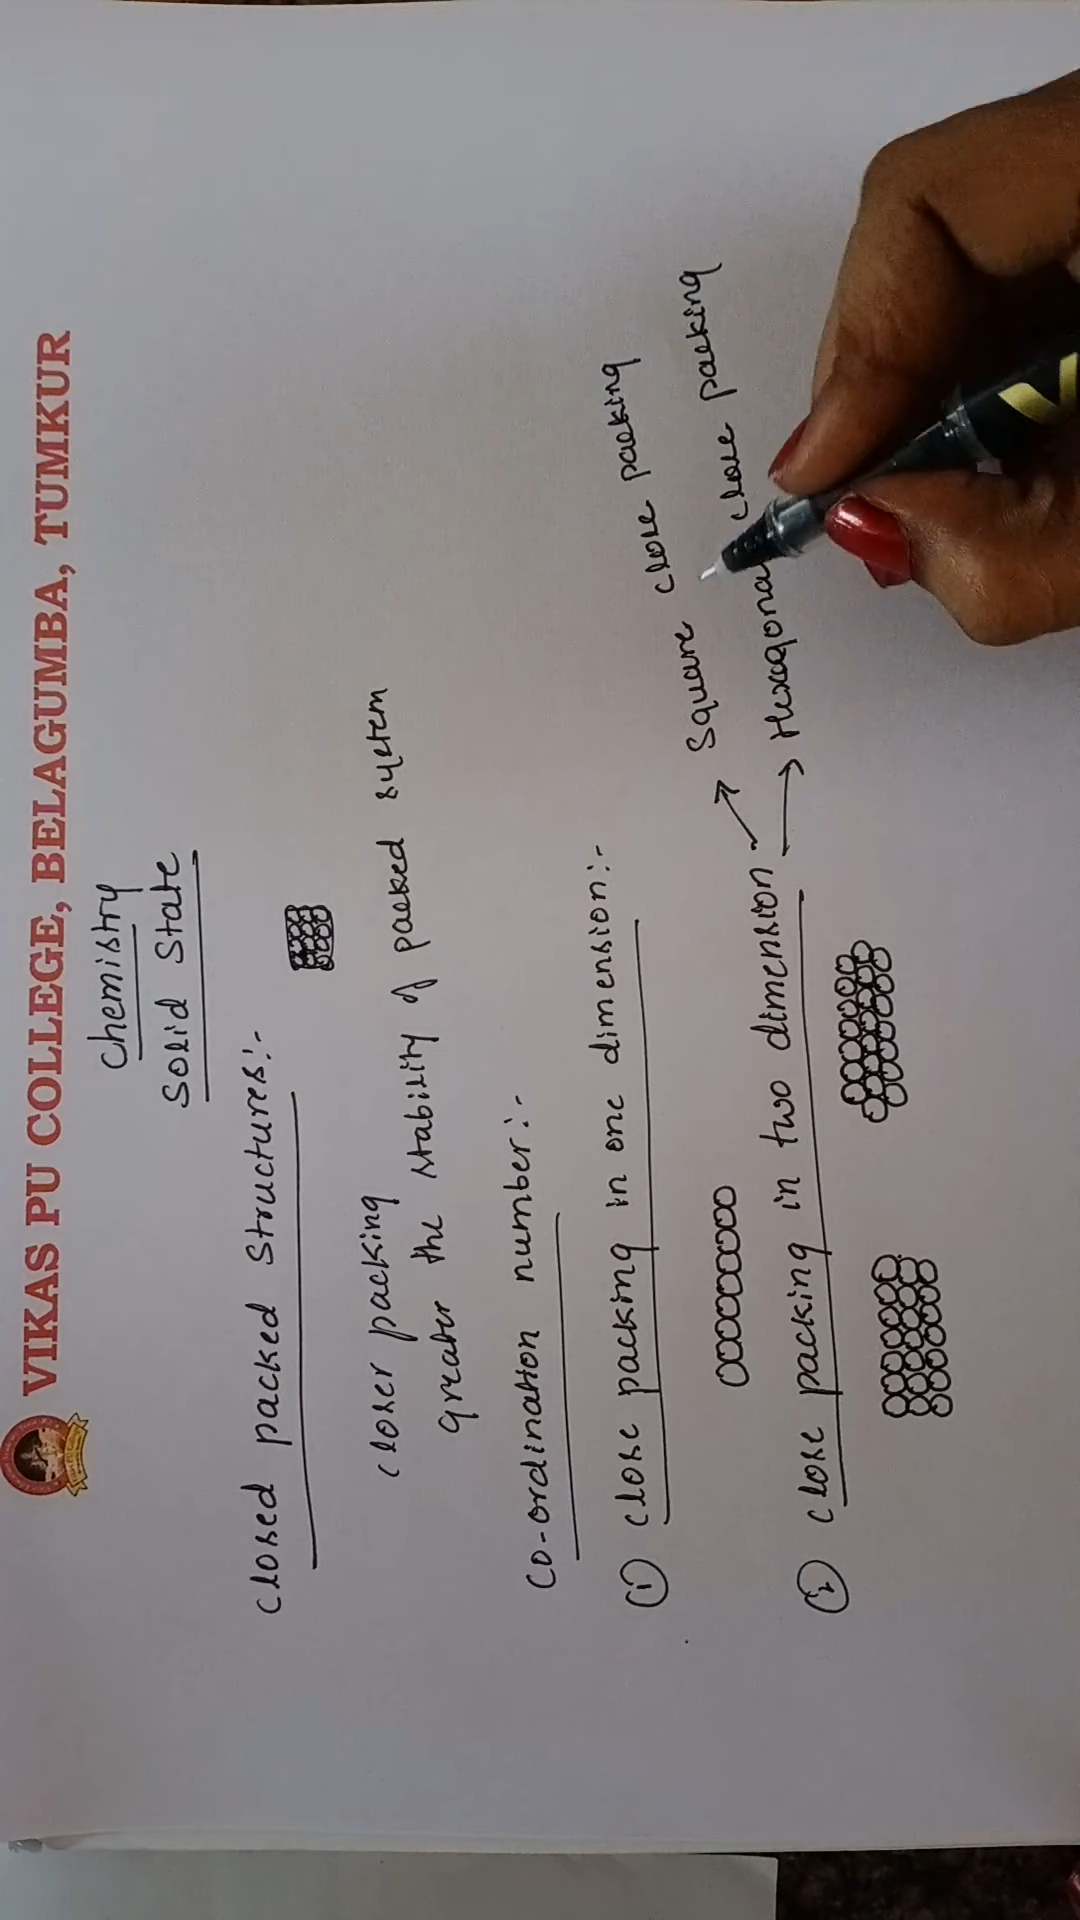 VIKAS PU COLLEGE, BELAGUMBA, TUMKUR
Chemistry
Solid State
Closed packed structures:-
Closer packing
greater the stability of packed system
Co-ordination number:-
① Close packing in one dimension:-
② Close packing in two dimension
Square close packing
Hexagonal close packing